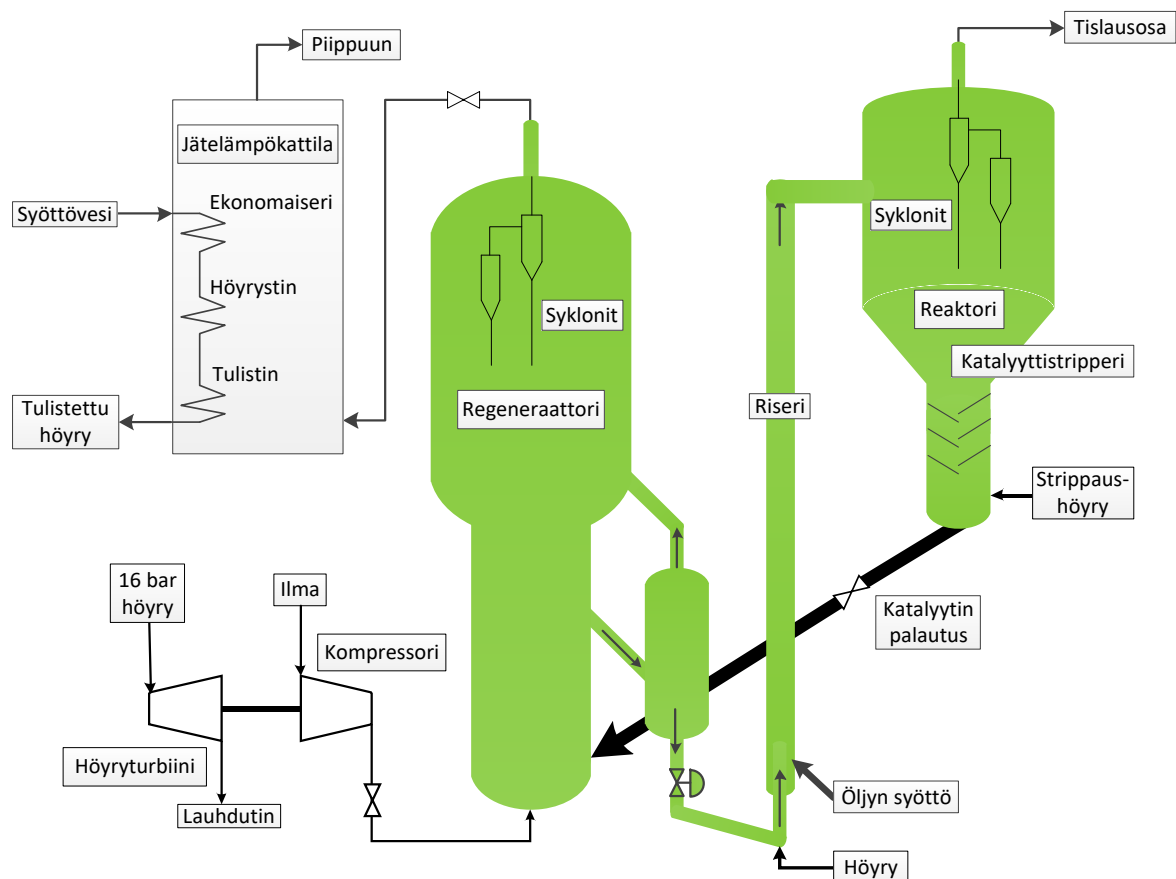 Piippuun
Tislausosa
Jätelämpökattila
Ekonomaiseri
Syöttövesi
Syklonit
Höyrystin
Reaktori
Syklonit
Katalyyttistripperi
Tulistin
Tulistettu
höyry
Regeneraattori
Riseri
Strippaus-
höyry
16 bar
höyry
Ilma
Katalyytin
palautus
Kompressori
Höyryturbiini
Öljyn syöttö
Lauhdutin
Höyry